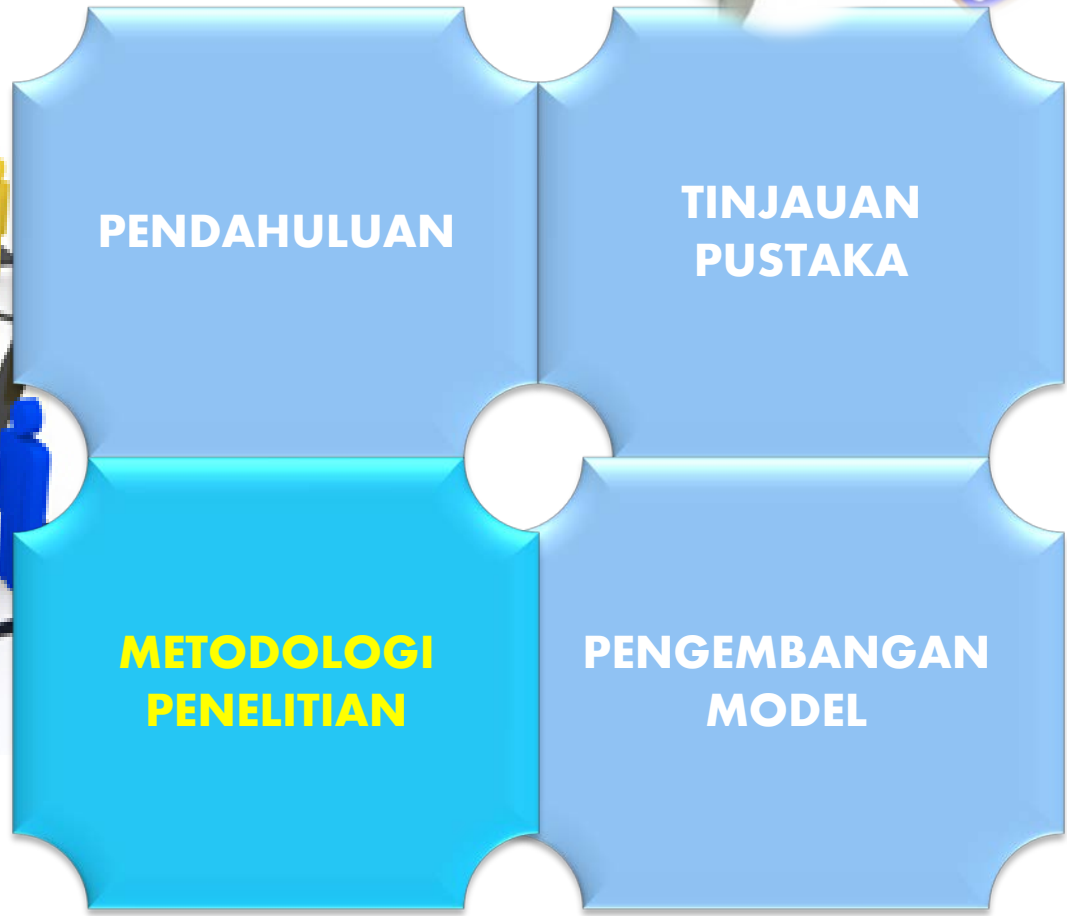 PENDAHULUAN
TINJAUAN
PUSTAKA
METODOLOGI
PENELITIAN
PENGEMBANGAN
MODEL